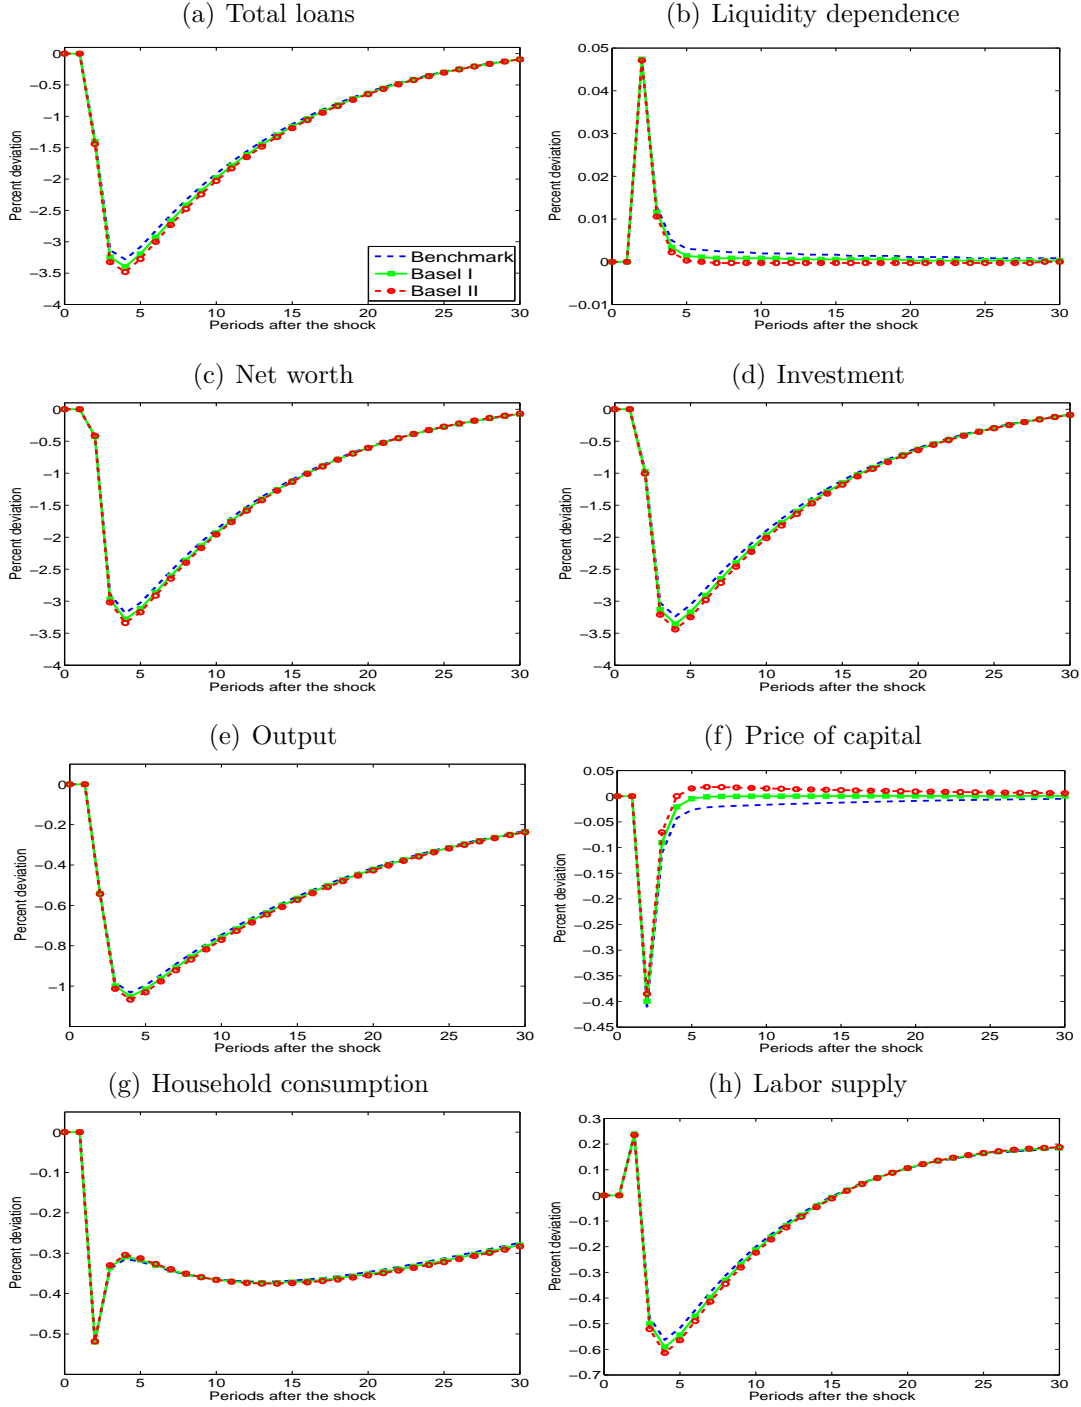 (a) Total loans
0
−0.5
−1
−1.5
−2
−2.5
−3
−3.5
−4
Percent deviation
Benchmark
Basel I
Basel II
0 5 10 15 20 25 30
Periods after the shock
(b) Liquidity dependence
0.05
0.04
0.03
0.02
0.01
0
−0.01
Percent deviation
0 5 10 15 20 25 30
Periods after the shock
(c) Net worth
0
−0.5
−1
−1.5
−2
−2.5
−3
−3.5
−4
Percent deviation
0 5 10 15 20 25 30
Periods after the shock
(d) Investment
0
−0.5
−1
−1.5
−2
−2.5
−3
−3.5
−4
Percent deviation
0 5 10 15 20 25 30
Periods after the shock
(e) Output
0
−0.2
−0.4
−0.6
−0.8
−1
Percent deviation
0 5 10 15 20 25 30
Periods after the shock
(f) Price of capital
0.05
0
−0.05
−0.1
−0.15
−0.2
−0.25
−0.3
−0.35
−0.4
−0.45
Percent deviation
0 5 10 15 20 25 30
Periods after the shock
(g) Household consumption
0
−0.1
−0.2
−0.3
−0.4
−0.5
Percent deviation
0 5 10 15 20 25 30
Periods after the shock
(h) Labor supply
0.3
0.2
0.1
0
−0.1
−0.2
−0.3
−0.4
−0.5
−0.6
−0.7
Percent deviation
0 5 10 15 20 25 30
Periods after the shock